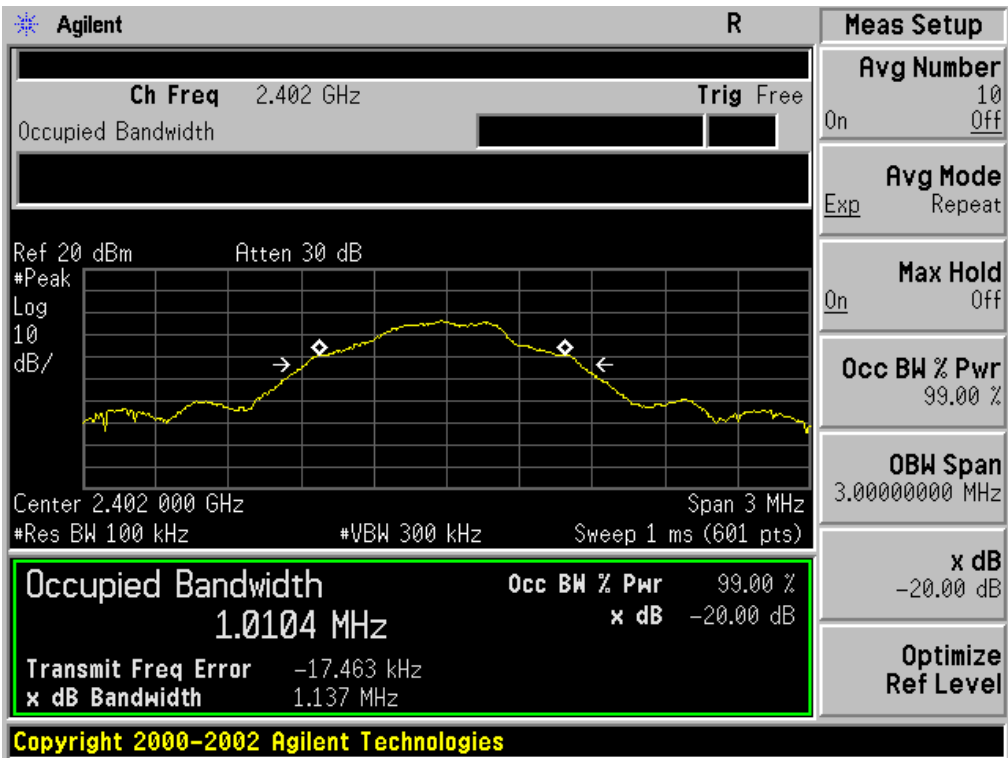 Agilent R
Ch Freq 2.402 GHz Trig Free
Occupied Bandwidth
Ref 20 dBm Atten 30 dB
#Peak
Log
10
dB/
Center 2.402 000 GHz Span 3 MHz
#Res BW 100 kHz #VBW 300 kHz Sweep 1 ms (601 pts)
Occupied Bandwidth Occ BW % Pwr 99.00 %
1.0104 MHz x dB -20.00 dB
Transmit Freq Error -17.463 kHz
x dB Bandwidth 1.137 MHz
Copyright 2000-2002 Agilent Technologies
Meas Setup
Avg Number
10
On Off
Avg Mode
Exp Repeat
Max Hold
On Off
Occ BW % Pwr
99.00 %
OBW Span
3.00000000 MHz
x dB
-20.00 dB
Optimize
Ref Level